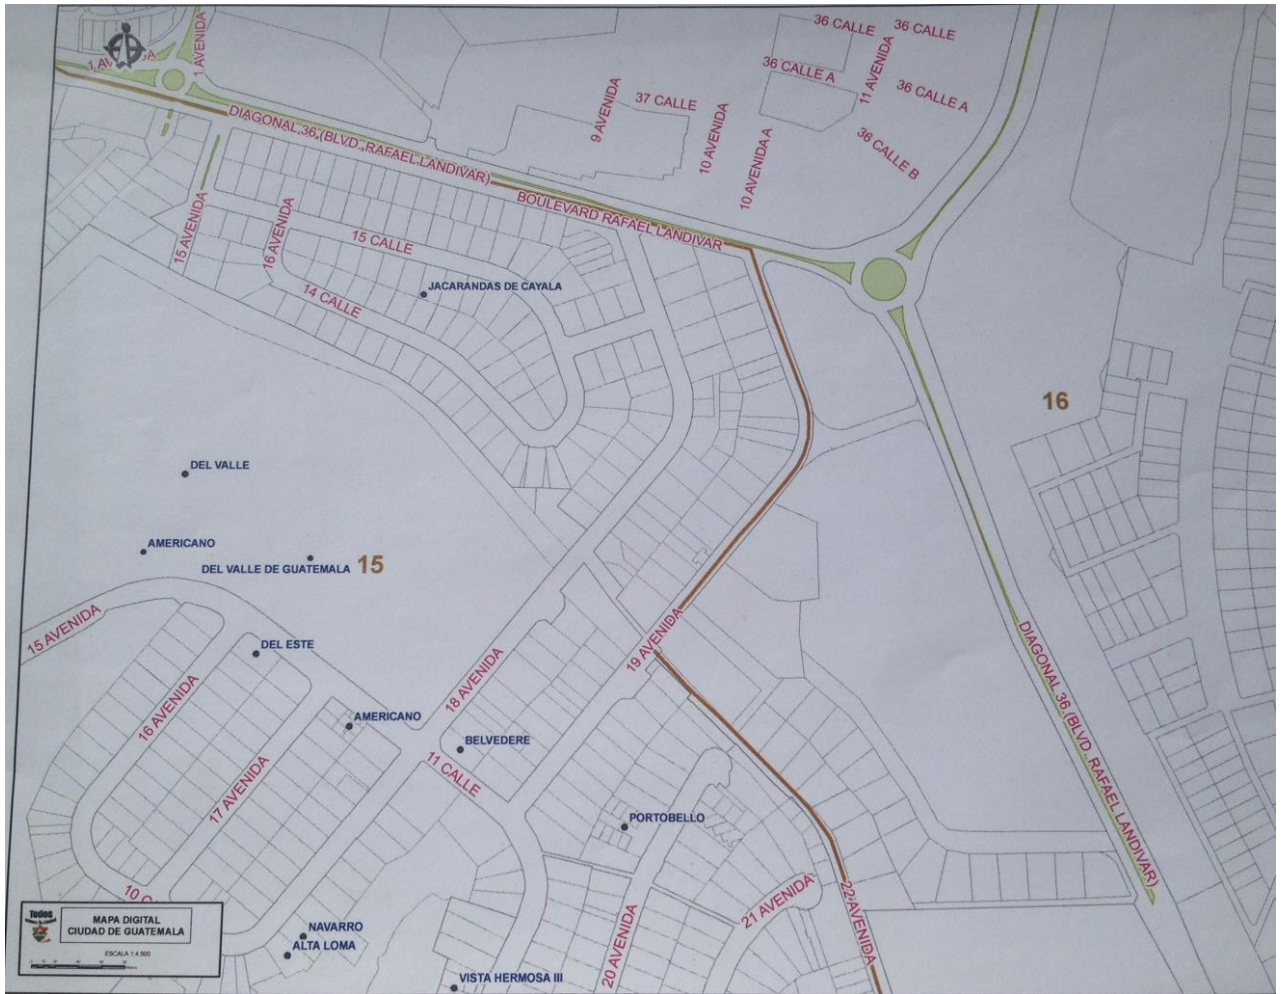 36 CALLE
36 CALLE
1 AVENIDA
36 CALLE A
11 AVENIDA
36 CALLE A
9 AVENIDA
37 CALLE
10 AVENIDA
10 AVENIDA A
38 CALLE B
DIAGONAL 36 (BLVD. RAFAEL LANDIVAR)
BOULEVARD RAFAEL LANDIVAR
15 AVENIDA
16 AVENIDA
15 CALLE
14 CALLE
JACARANDAS DE CAYALA
16
DEL VALLE
AMERICANO
DEL VALLE DE GUATEMALA
15
15 AVENIDA
DEL ESTE
19 AVENIDA
18 AVENIDA
16 AVENIDA
AMERICANO
BELVEDERE
11 CALLE
17 AVENIDA
DIAGONAL 36 (BLVD. RAFAEL LANDIVAR)
PORTOBELLO
10
21 AVENIDA
22 AVENIDA
20 AVENIDA
NAVARRO
ALTA LOMA
VISTA HERMOSA III
Todos
MAPA DIGITAL
CIUDAD DE GUATEMALA
ESCALA 1:4,500